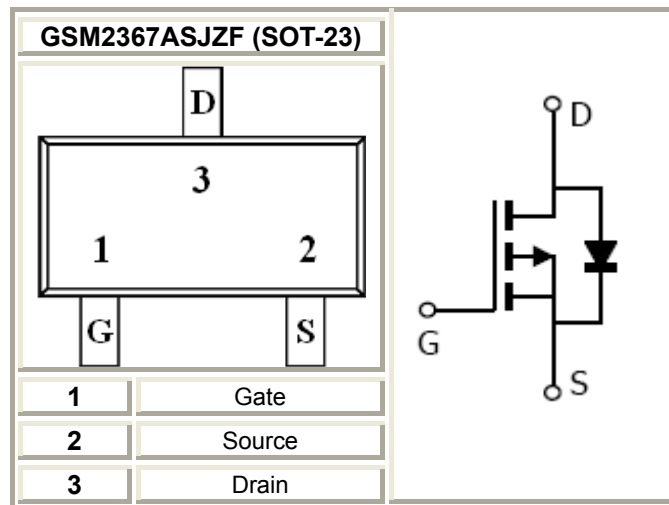 GSM2367ASJZF (SOT-23)
D
3
1 2
G S
1 Gate
2 Source
3 Drain
D
G
S